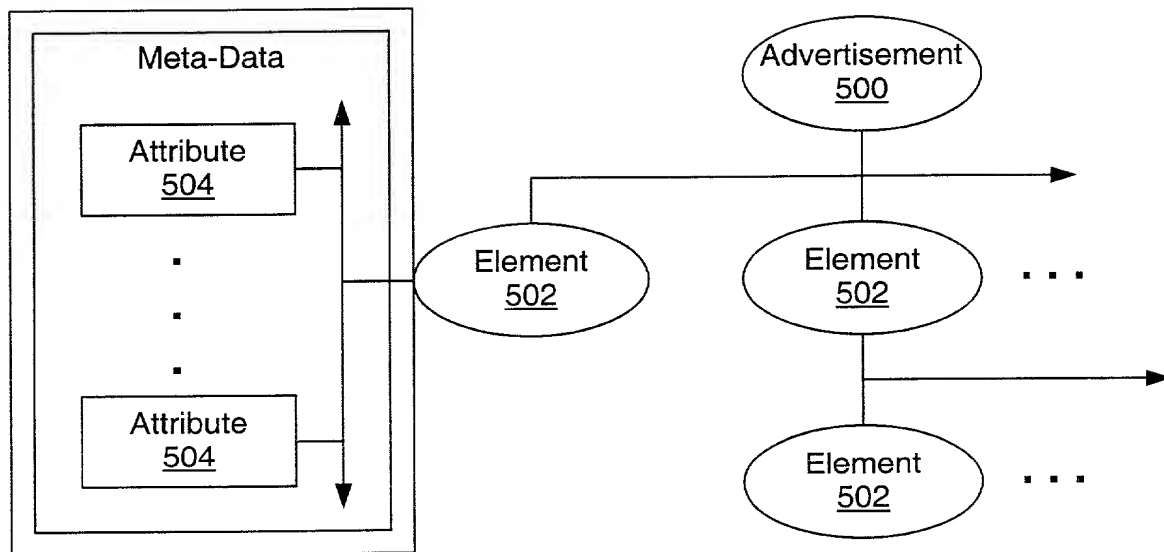 Meta-Data
Attribute
504
Attribute
504
Element
502
Advertisement
500
Element
502
Element
502